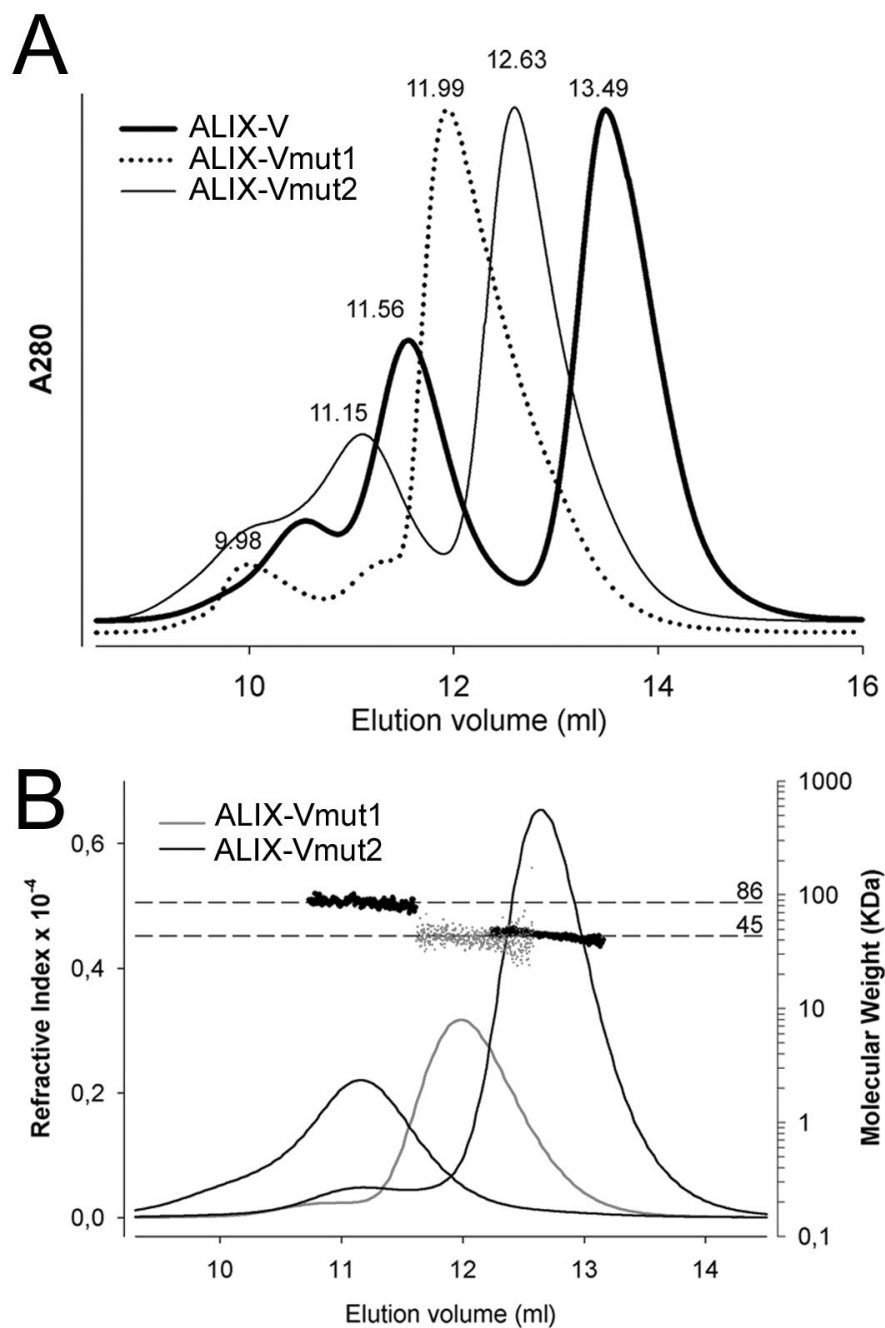 A
12.63
11.99
13.49
ALIX-V
ALIX-Vmut1
ALIX-Vmut2
11.56
11.15
9.98
A280
10
12
14
16
Elution volume (ml)
B
1000
ALIX-Vmut1
ALIX-Vmut2
0,6
86
100
45
0,4
10
0,2
1
0,0
0,1
Refractive Index x 10-4
Molecular Weight (KDa)
10
11
12
13
14
Elution volume (ml)